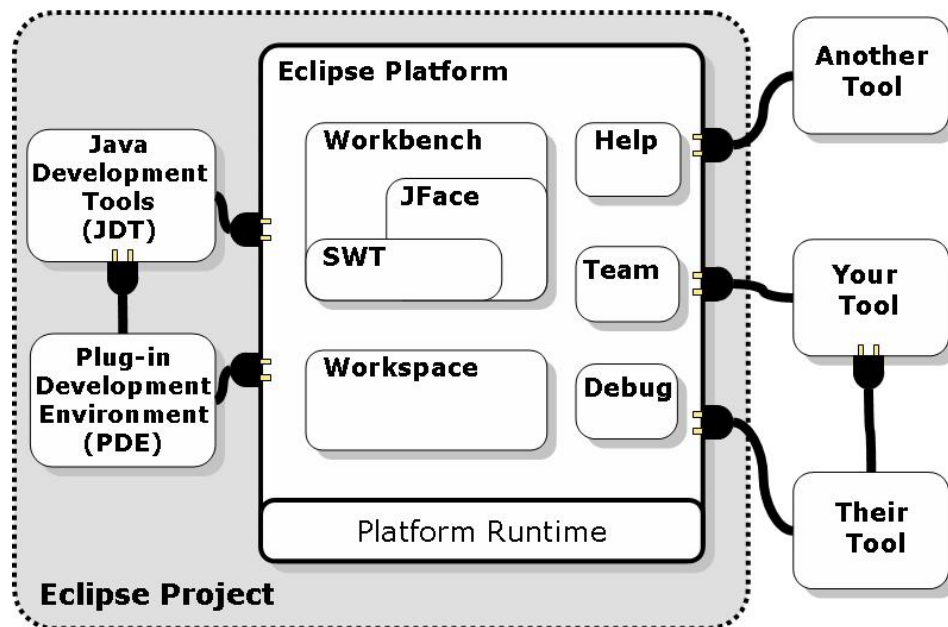 Eclipse Platform
Another
Tool
Java
Development
Tools
(JDT)
Workbench
JFace
SWT
Help
Team
Your
Tool
Plug-in
Development
Environment
(PDE)
Workspace
Debug
Their
Tool
Platform Runtime
Eclipse Project